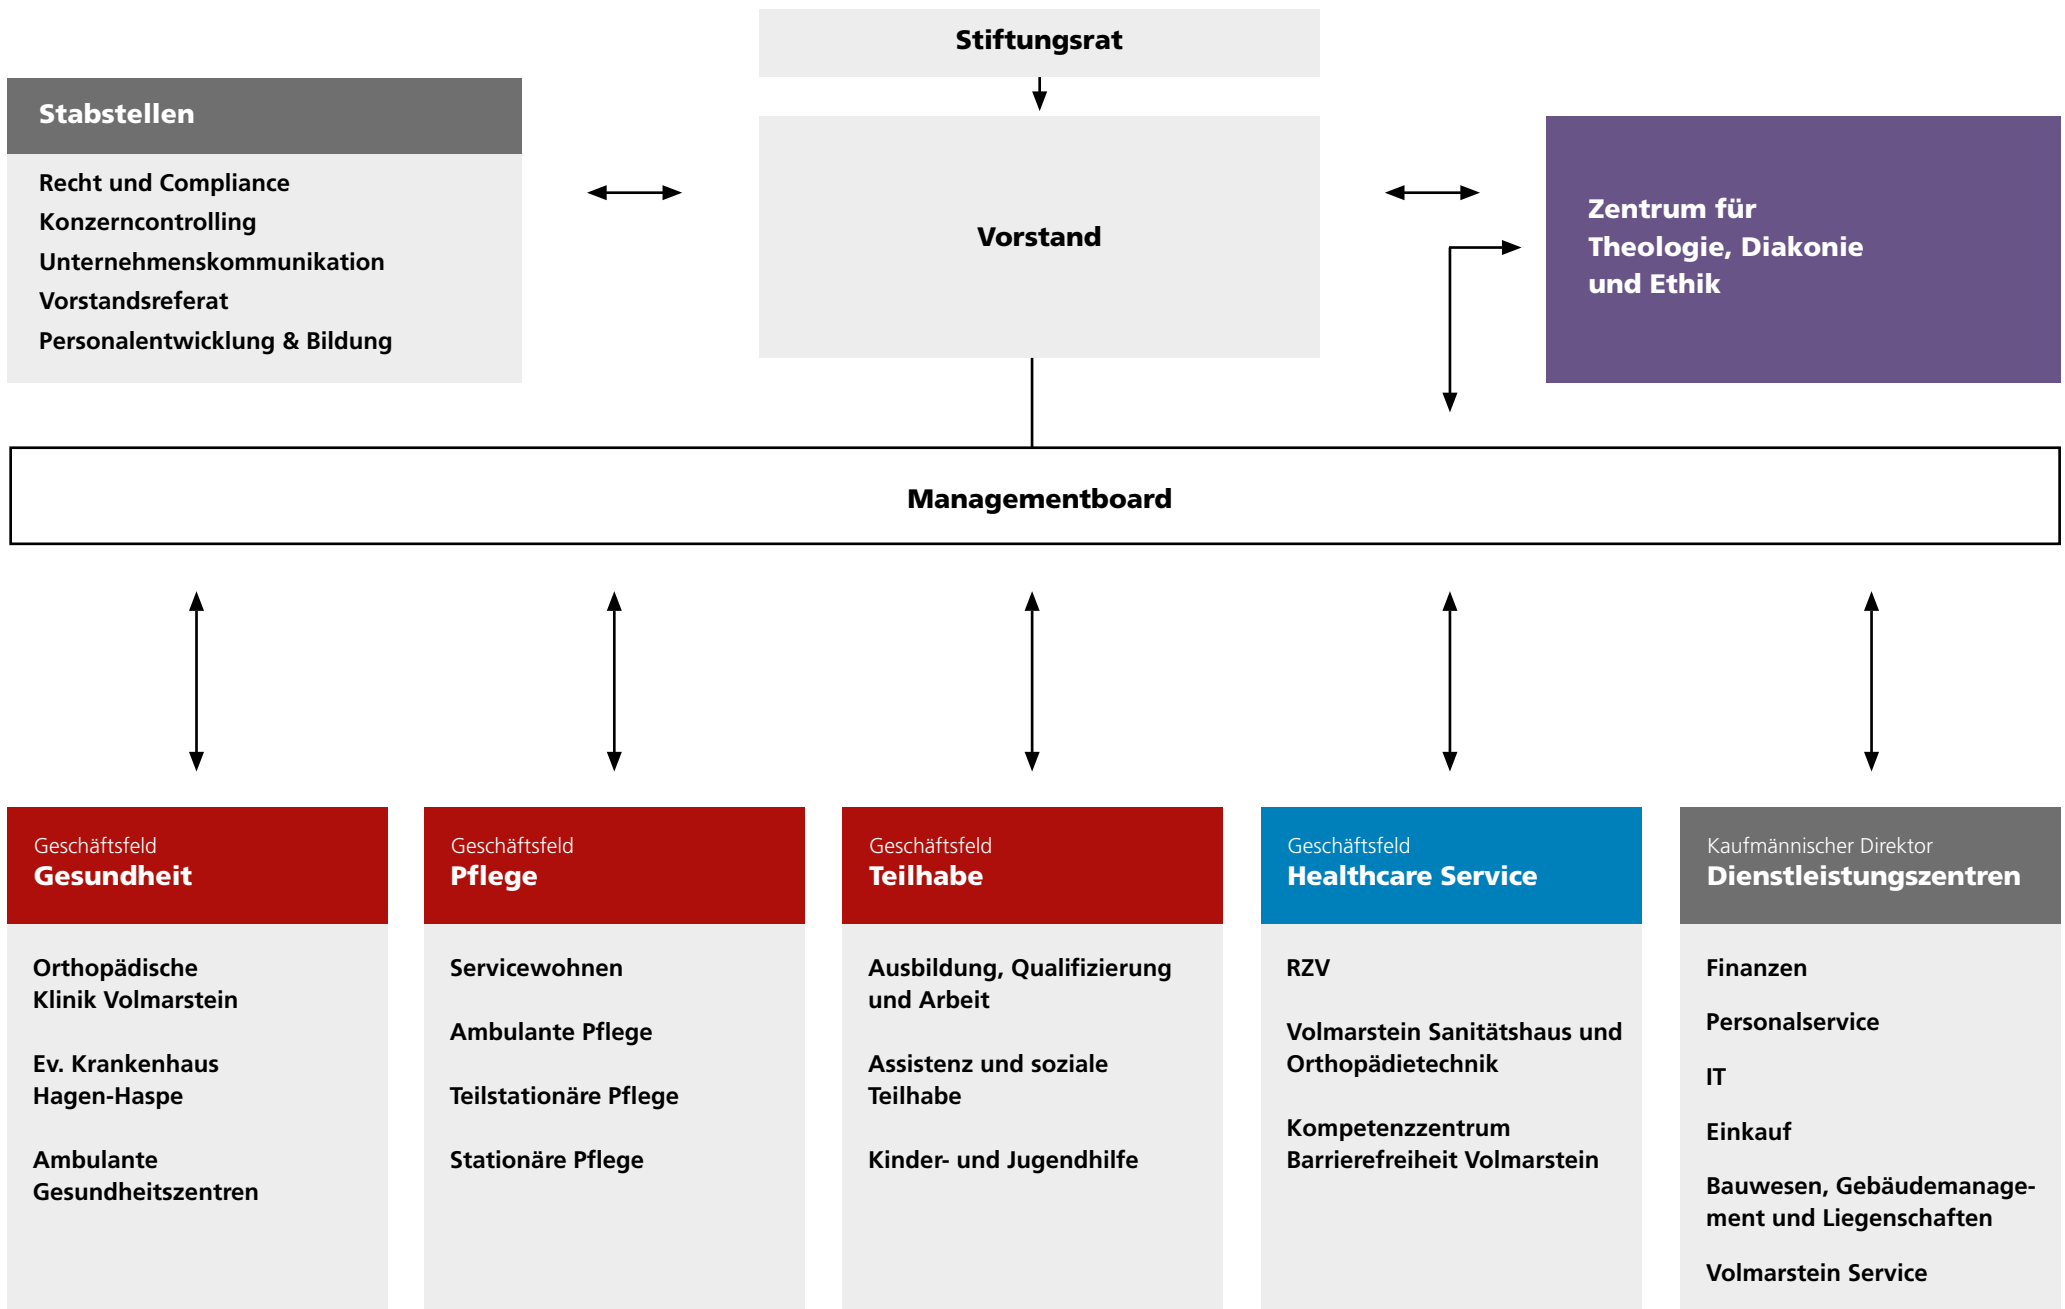 Stiftungsrat
Stabstellen
Recht und Compliance
Konzerncontrolling
Unternehmenskommunikation
Vorstandsreferat
Personalentwicklung & Bildung
Vorstand
Zentrum für
Theologie, Diakonie
und Ethik
Managementboard
Geschäftsfeld
Gesundheit
Orthopädische
Klinik Volmarstein
Ev. Krankenhaus
Hagen-Haspe
Ambulante
Gesundheitszentren
Geschäftsfeld
Pflege
Servicewohnen
Ambulante Pflege
Teilstationäre Pflege
Stationäre Pflege
Geschäftsfeld
Teilhabe
Ausbildung, Qualifizierung
und Arbeit
Assistenz und soziale
Teilhabe
Kinder- und Jugendhilfe
Geschäftsfeld
Healthcare Service
RZV
Volmarstein Sanitätshaus und
Orthopädietechnik
Kompetenzzentrum
Barrierefreiheit Volmarstein
Kaufmännischer Direktor
Dienstleistungszentren
Finanzen
Personalservice
IT
Einkauf
Bauwesen, Gebäudemanage-
ment und Liegenschaften
Volmarstein Service